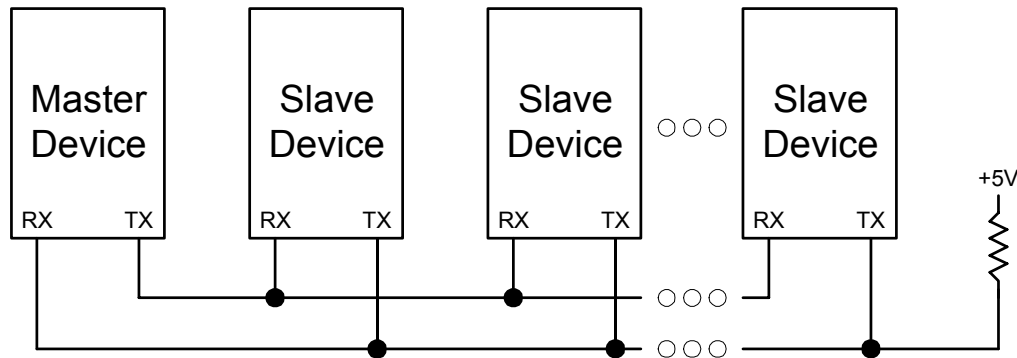 Master
Device
RX TX
Slave
Device
RX TX
Slave
Device
RX TX
Slave
Device
RX TX
+5V